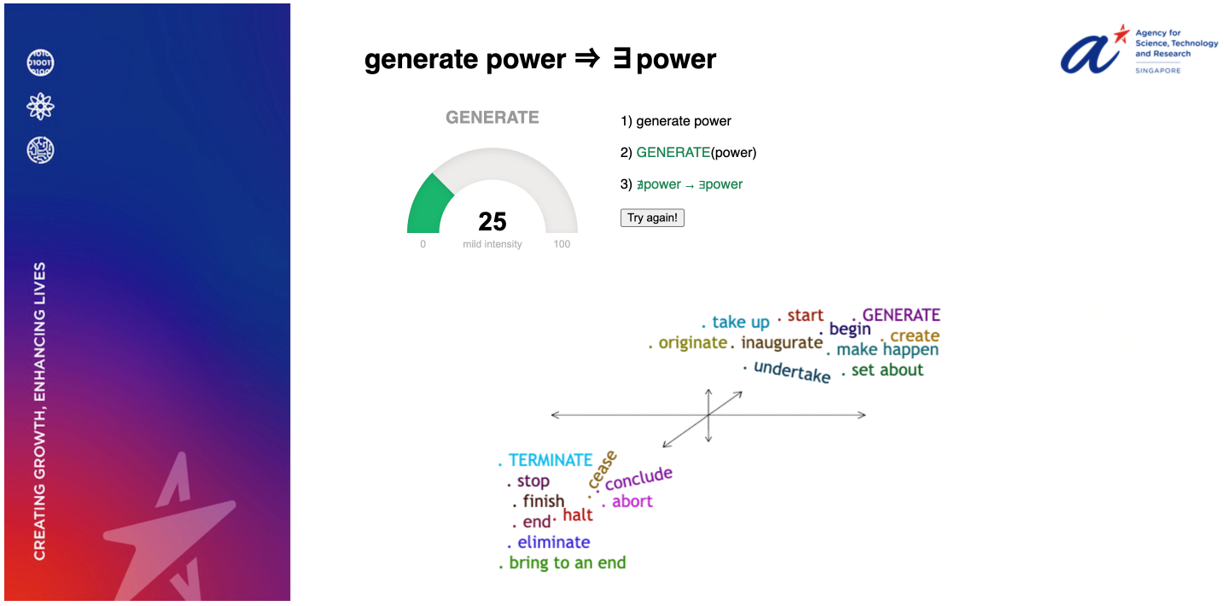 01010
01001
0100
CREATING GROWTH, ENHANCING LIVES
generate power ⇒ ∃ power
Agency for
Science, Technology
and Research
SINGAPORE
GENERATE
25
0
mild intensity
100
1) generate power
2) GENERATE(power)
3) ∄power → ∃power
Try again!
. take up
. start
. GENERATE
. originate
. inaugurate
. begin
. create
. make happen
. undertake
. set about
. TERMINATE
. stop
. cease
. conclude
. finish
. abort
. end
. halt
. eliminate
. bring to an end